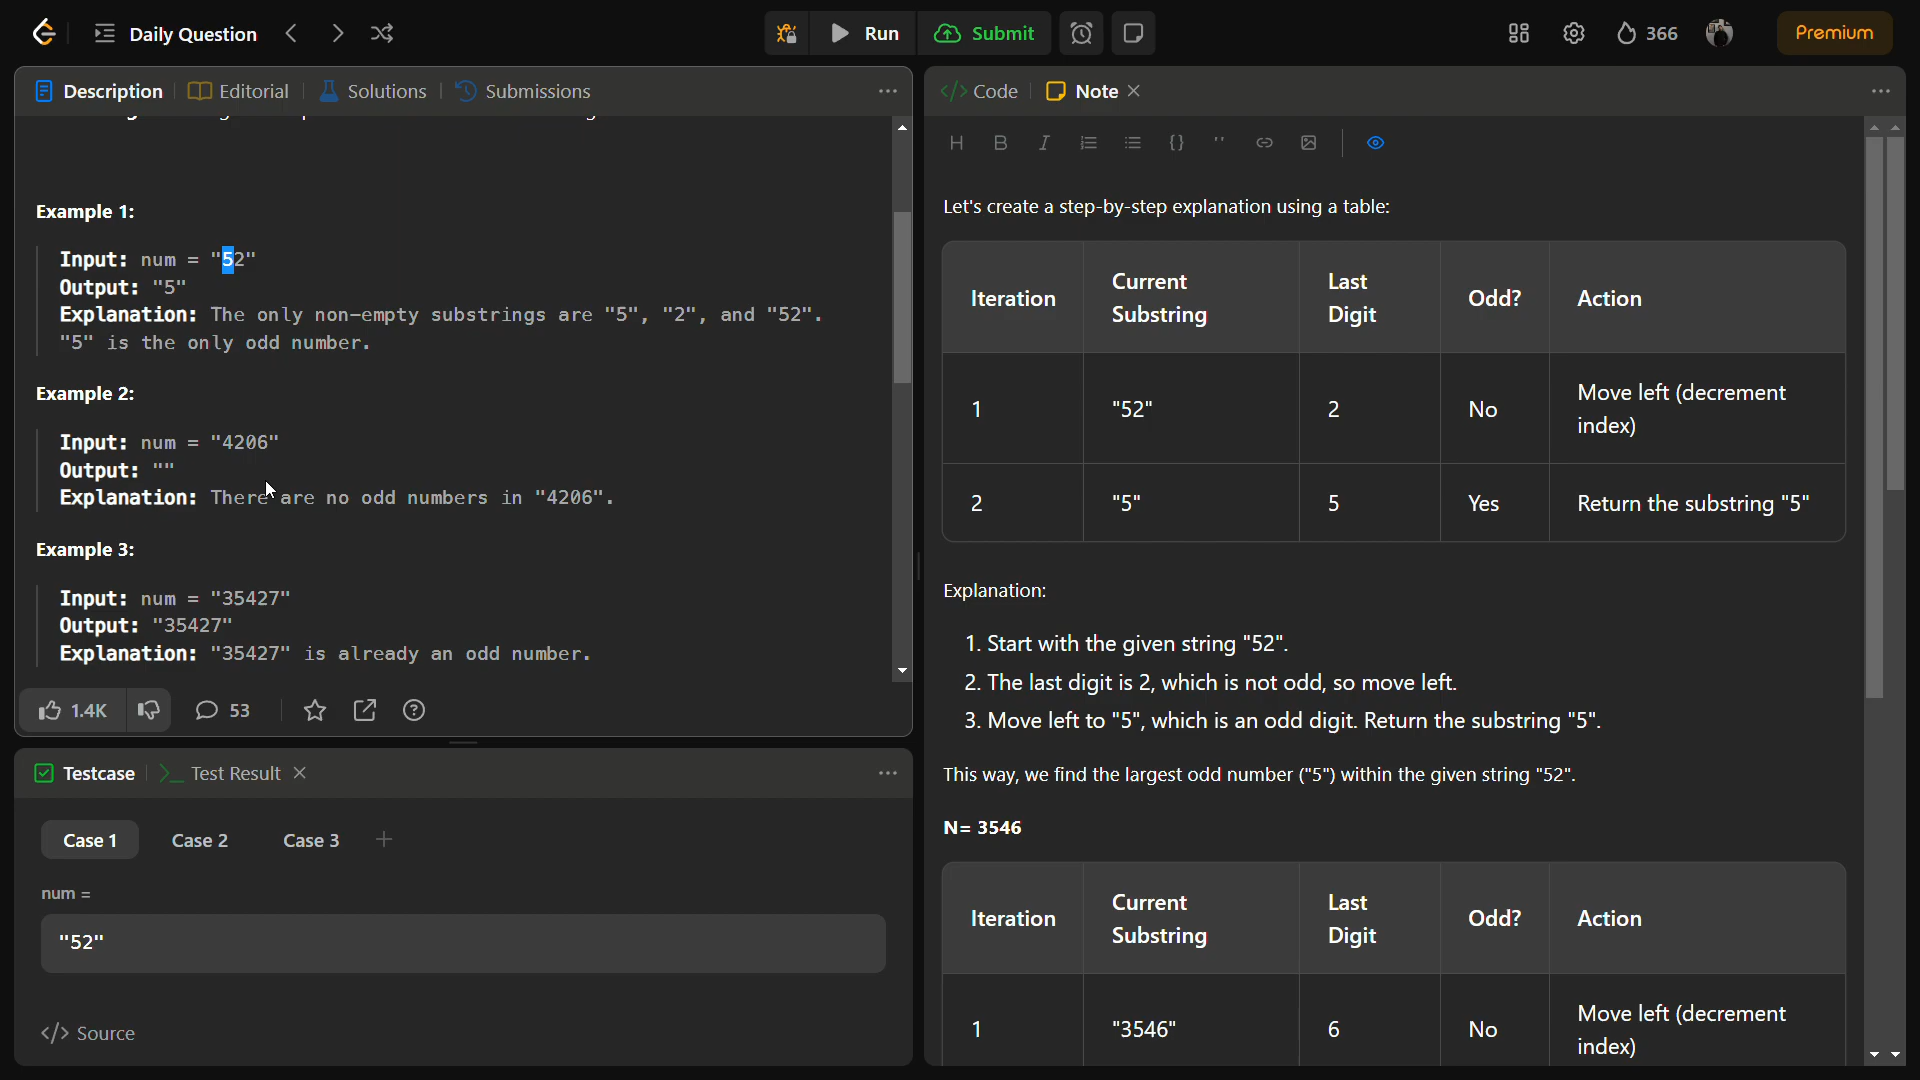 Daily Question
Run
Submit
366
Premium
Description
Editorial
Solutions
Submissions
Example 1:
Input: num = "52"
Output: "5"
Explanation: The only non-empty substrings are "5", "2", and "52".
"5" is the only odd number.
Example 2:
Input: num = "4206"
Output: ""
Explanation: There are no odd numbers in "4206".
Example 3:
Input: num = "35427"
Output: "35427"
Explanation: "35427" is already an odd number.
1.4K
53
Testcase
>_ Test Result
Case 1
Case 2
Case 3
num =
"52"
</> Source
</> Code
Note
H B I {} "
Let's create a step-by-step explanation using a table:
Iteration
Current
Substring
Last
Digit
Odd?
Action
1
"52"
2
No
Move left (decrement
index)
2
"5"
5
Yes
Return the substring "5"
Explanation:
1. Start with the given string "52".
2. The last digit is 2, which is not odd, so move left.
3. Move left to "5", which is an odd digit. Return the substring "5".
This way, we find the largest odd number ("5") within the given string "52".
N= 3546
Iteration
Current
Substring
Last
Digit
Odd?
Action
1
"3546"
6
No
Move left (decrement
index)